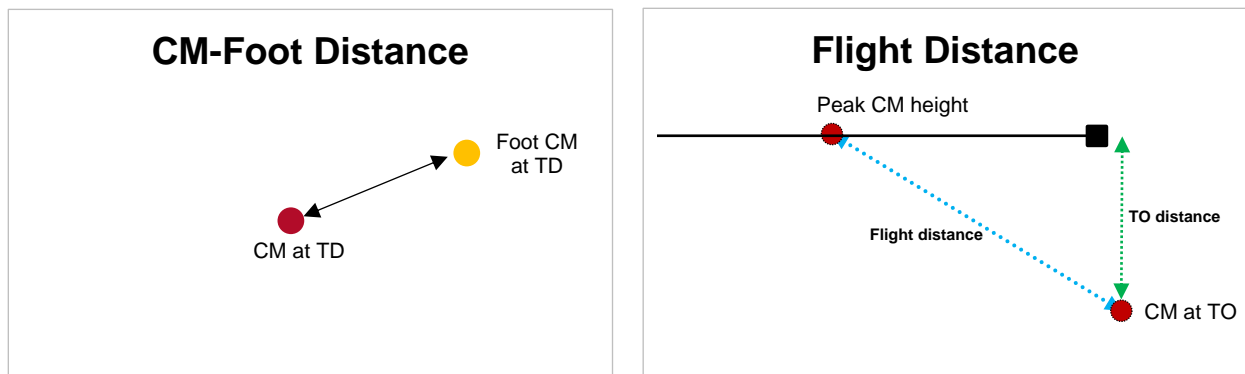 CM-Foot Distance
Foot CM
at TD
CM at TD
Flight Distance
Peak CM height
TO distance
Flight distance
CM at TO